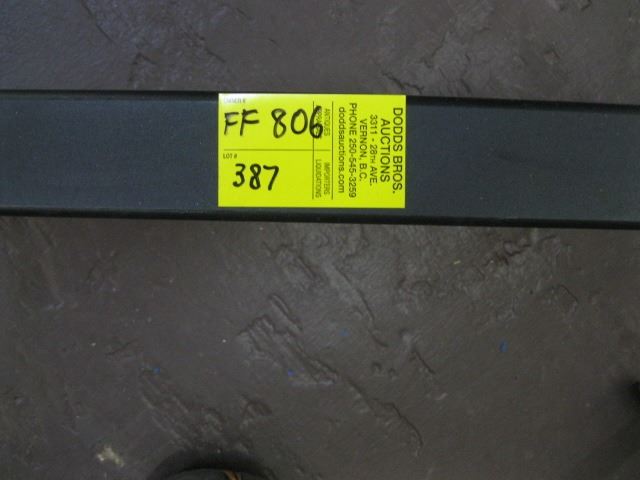 OWNER #
FF 806
LOT #
387
ANTIQUES
IMPORTERS
LIQUIDATIONS
DODDS BROS.
AUCTIONS
3311 - 28TH AVE.
VERNON, B.C.
PHONE 250-545-3259
doddsauctions.com